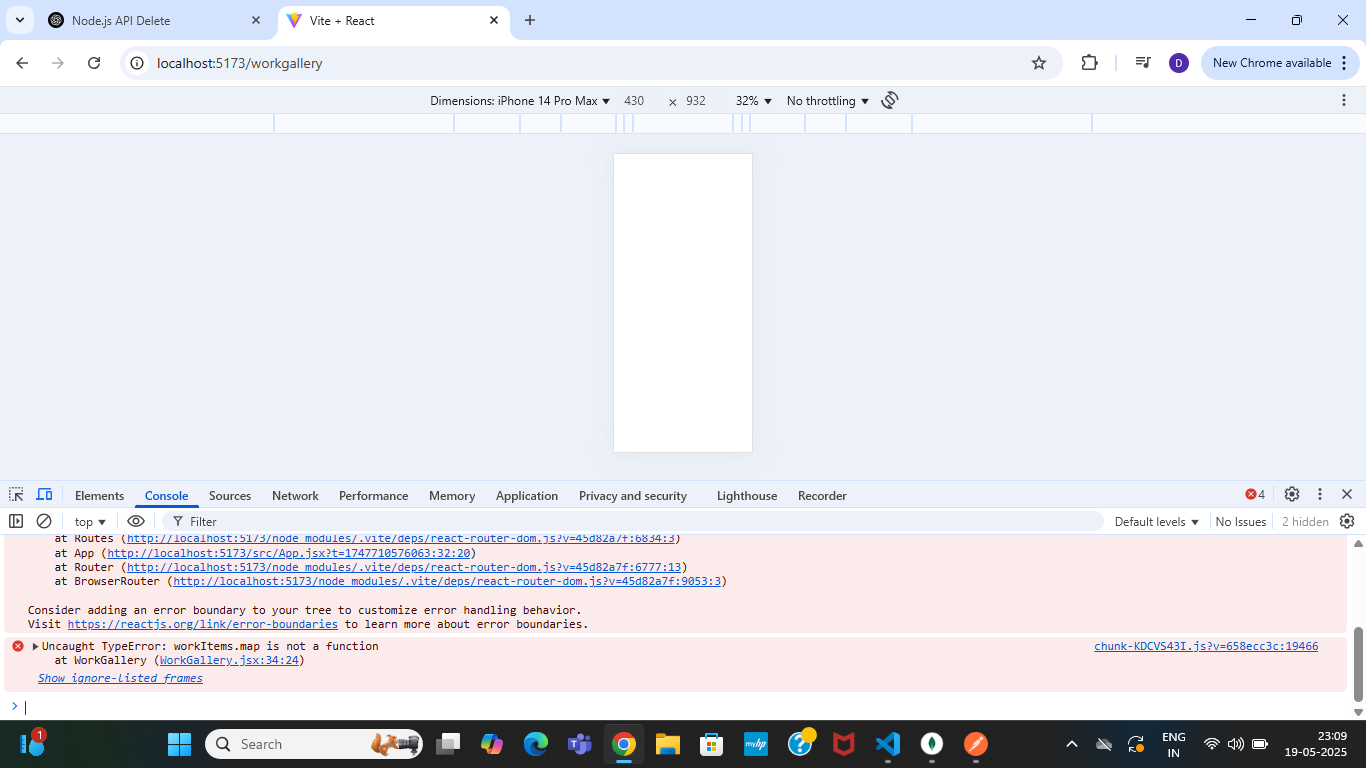 Node.js API Delete
Vite + React
localhost:5173/workgallery
D
New Chrome available
Dimensions: iPhone 14 Pro Max 430 × 932 32% No throttling
Elements Console Sources Network Performance Memory Application Privacy and security Lighthouse Recorder 4
top Filter Default levels No Issues 2 hidden
at Routes (http://localhost:5173/node_modules/.vite/deps/react-router-dom.js?v=45d82a7f:6834:3)
at App (http://localhost:5173/src/App.jsx?t=1747710576063:32:20)
at Router (http://localhost:5173/node_modules/.vite/deps/react-router-dom.js?v=45d82a7f:6777:13)
at BrowserRouter (http://localhost:5173/node_modules/.vite/deps/react-router-dom.js?v=45d82a7f:9053:3)
Consider adding an error boundary to your tree to customize error handling behavior.
Visit https://reactjs.org/link/error-boundaries to learn more about error boundaries.
Uncaught TypeError: workItems.map is not a function chunk-KDCVS43I.js?v=658ecc3c:19466
at WorkGallery (WorkGallery.jsx:34:24)
Show ignore-listed frames
1
Search
myhp
ENG
IN
23:09
19-05-2025